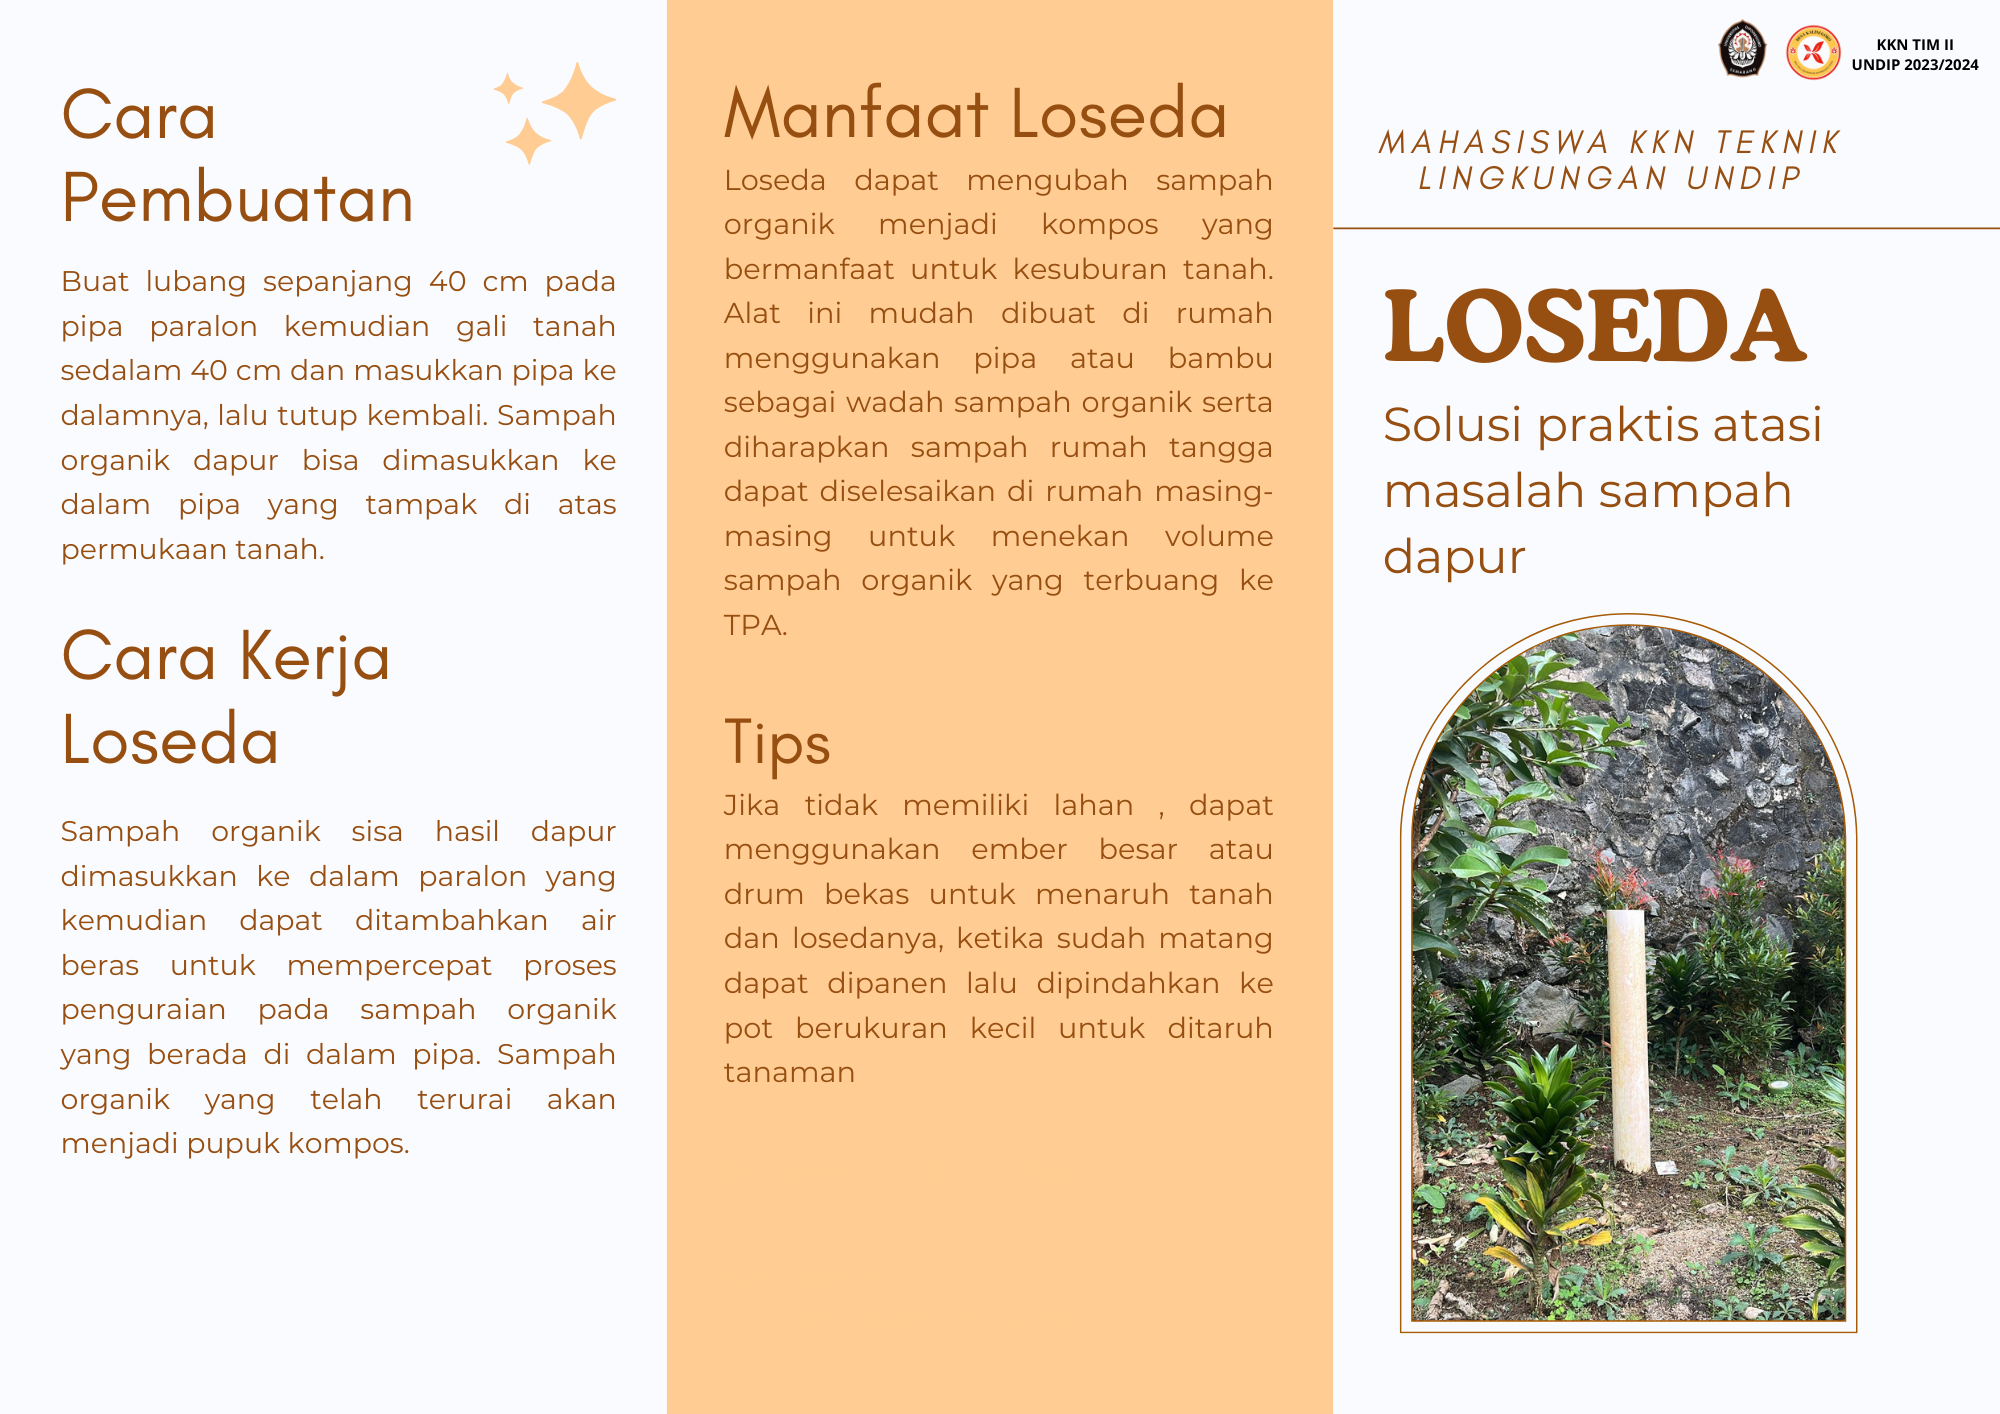 Cara
Pembuatan
Buat lubang sepanjang 40 cm pada
pipa paralon kemudian gali tanah
sedalam 40 cm dan masukkan pipa ke
dalamnya, lalu tutup kembali. Sampah
organik dapur bisa dimasukkan ke
dalam pipa yang tampak di atas
permukaan tanah.
Cara Kerja
Loseda
Sampah organik sisa hasil dapur
dimasukkan ke dalam paralon yang
kemudian dapat ditambahkan air
beras untuk mempercepat proses
penguraian pada sampah organik
yang berada di dalam pipa. Sampah
organik yang telah terurai akan
menjadi pupuk kompos.
Manfaat Loseda
Loseda dapat mengubah sampah
organik menjadi kompos yang
bermanfaat untuk kesuburan tanah.
Alat ini mudah dibuat di rumah
menggunakan pipa atau bambu
sebagai wadah sampah organik serta
diharapkan sampah rumah tangga
dapat diselesaikan di rumah masing-
masing untuk menekan volume
sampah organik yang terbuang ke
TPA.
Tips
Jika tidak memiliki lahan , dapat
menggunakan ember besar atau
drum bekas untuk menaruh tanah
dan losedanya, ketika sudah matang
dapat dipanen lalu dipindahkan ke
pot berukuran kecil untuk ditaruh
tanaman
KKN TIM II
UNDIP 2023/2024
MAHASISWA KKN TEKNIK
LINGKUNGAN UNDIP
LOSEDA
Solusi praktis atasi
masalah sampah
dapur